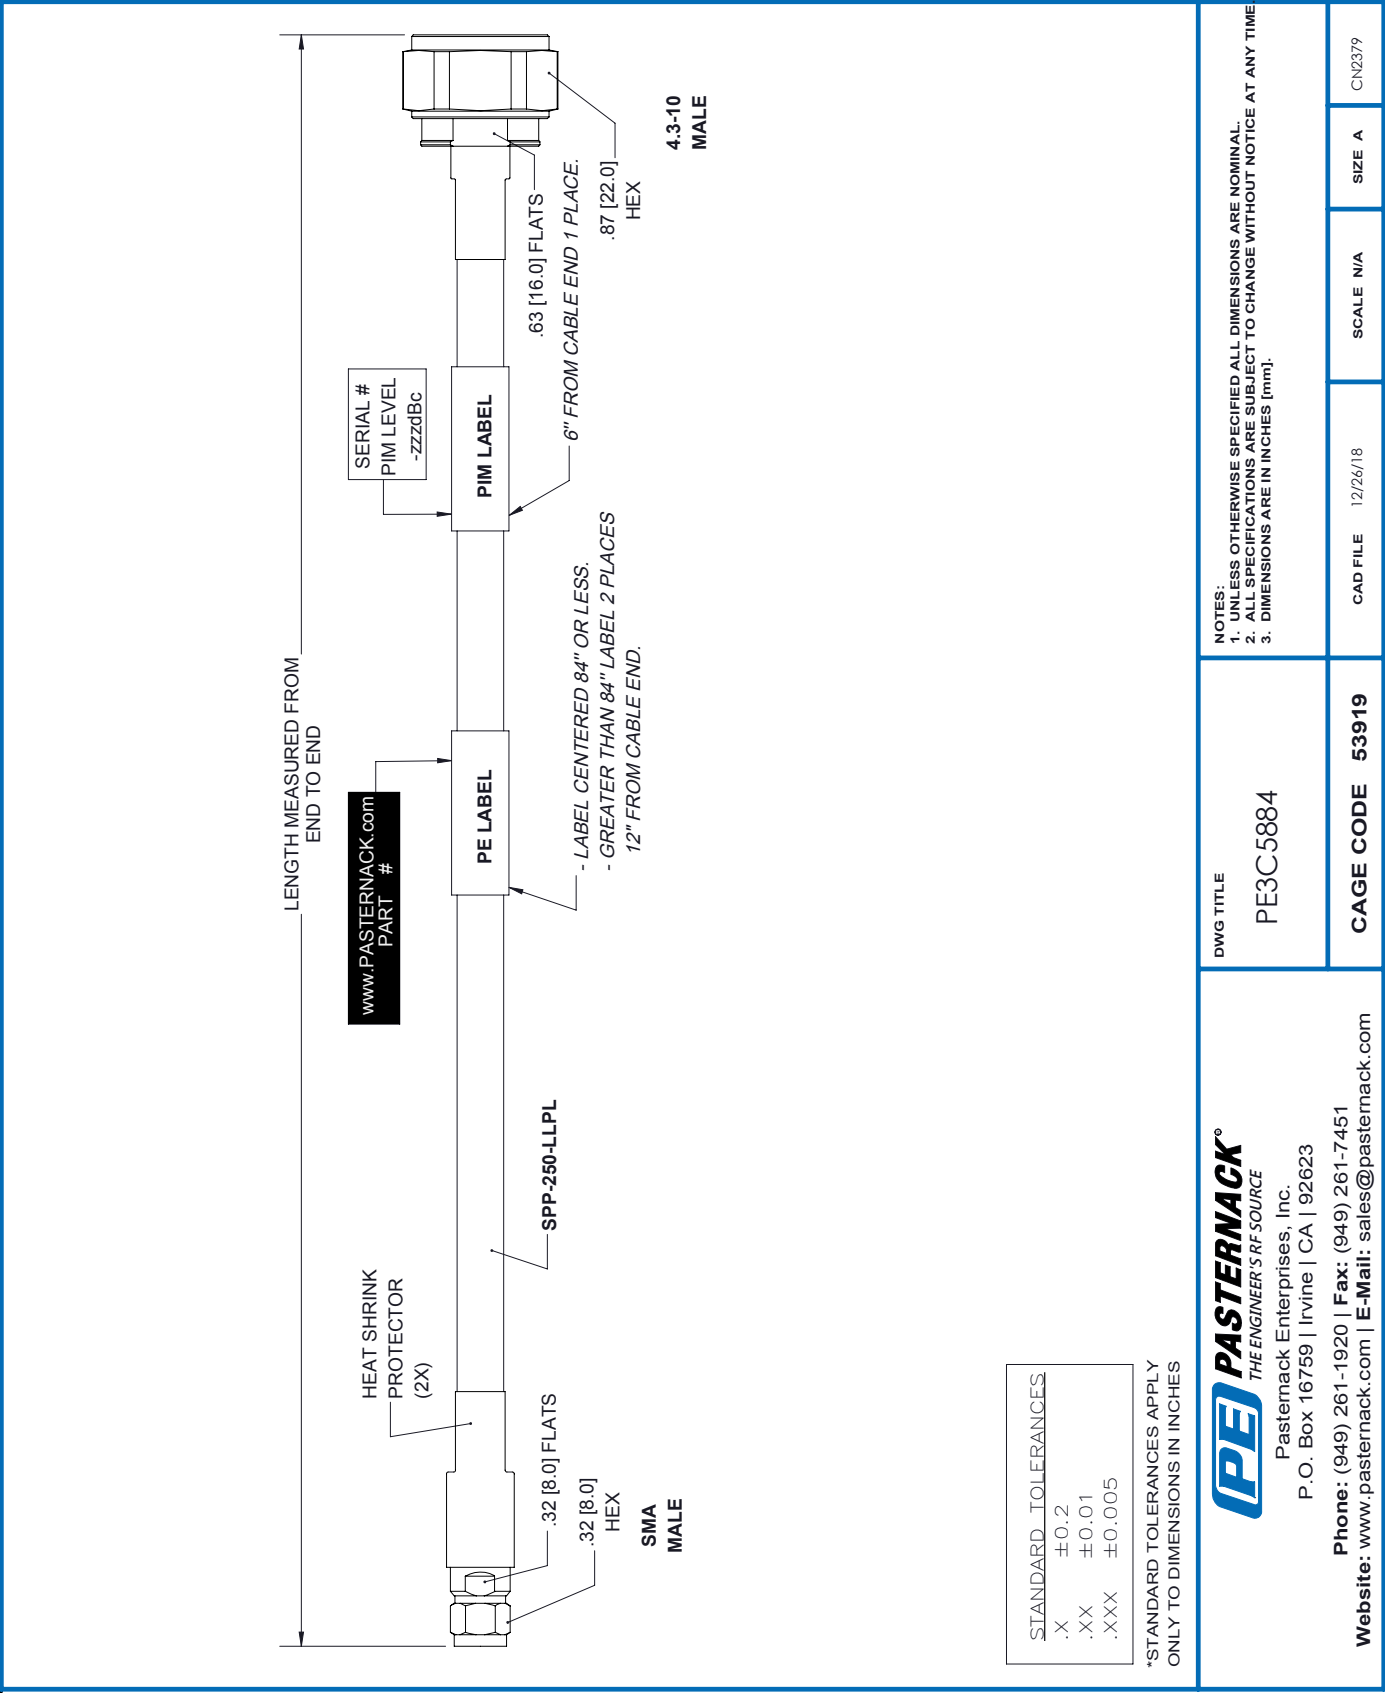 LENGTH MEASURED FROM
END TO END
www.PASTERNACK.com
PART #
SERIAL #
PIM LEVEL
-zzzdBc
HEAT SHRINK
PROTECTOR
(2X)
PE LABEL
PIM LABEL
.32 [8.0] FLATS
.32 [8.0]
HEX
SMA
MALE
SPP-250-LLPL
- LABEL CENTERED 84" OR LESS.
- GREATER THAN 84" LABEL 2 PLACES
12" FROM CABLE END.
6" FROM CABLE END 1 PLACE.
.63 [16.0] FLATS
.87 [22.0]
HEX
4.3-10
MALE
STANDARD TOLERANCES
.X ±0.2
.XX ±0.01
.XXX ±0.005
*STANDARD TOLERANCES APPLY
ONLY TO DIMENSIONS IN INCHES
PE PASTERNACK®
THE ENGINEER'S RF SOURCE
Pasternack Enterprises, Inc.
P.O. Box 16759 | Irvine | CA | 92623
Phone: (949) 261-1920 | Fax: (949) 261-7451
Website: www.pasternack.com | E-Mail: sales@pasternack.com
DWG TITLE
PE3C5884
CAGE CODE 53919
NOTES:
1. UNLESS OTHERWISE SPECIFIED ALL DIMENSIONS ARE NOMINAL.
2. ALL SPECIFICATIONS ARE SUBJECT TO CHANGE WITHOUT NOTICE AT ANY TIME.
3. DIMENSIONS ARE IN INCHES [mm].
CAD FILE 12/26/18
SCALE N/A
SIZE A
CN2379